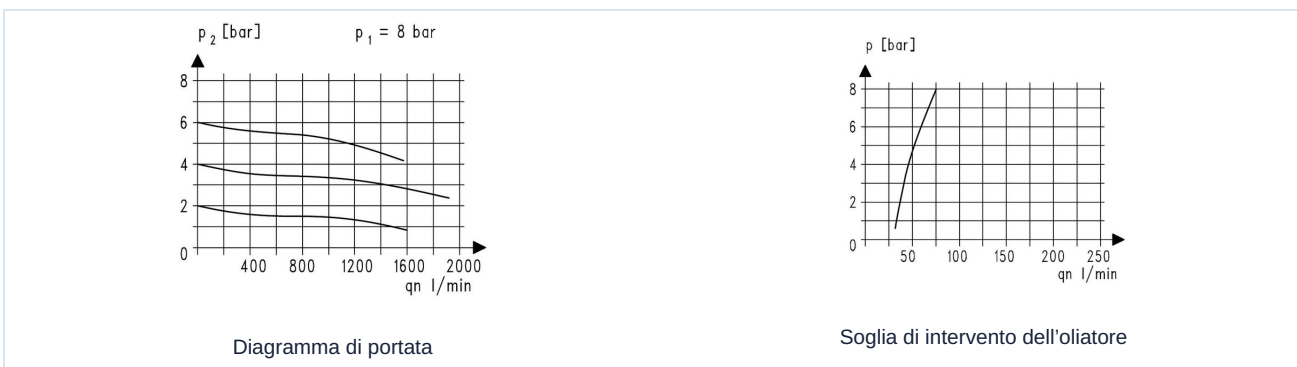 p 2 [bar]
p 1 = 8 bar
8
6
4
2
0
400 800 1200 1600 2000
qn l/min
Diagramma di portata
p [bar]
8
6
4
2
0
50 100 150 200 250
qn l/min
Soglia di intervento dell’oliatore